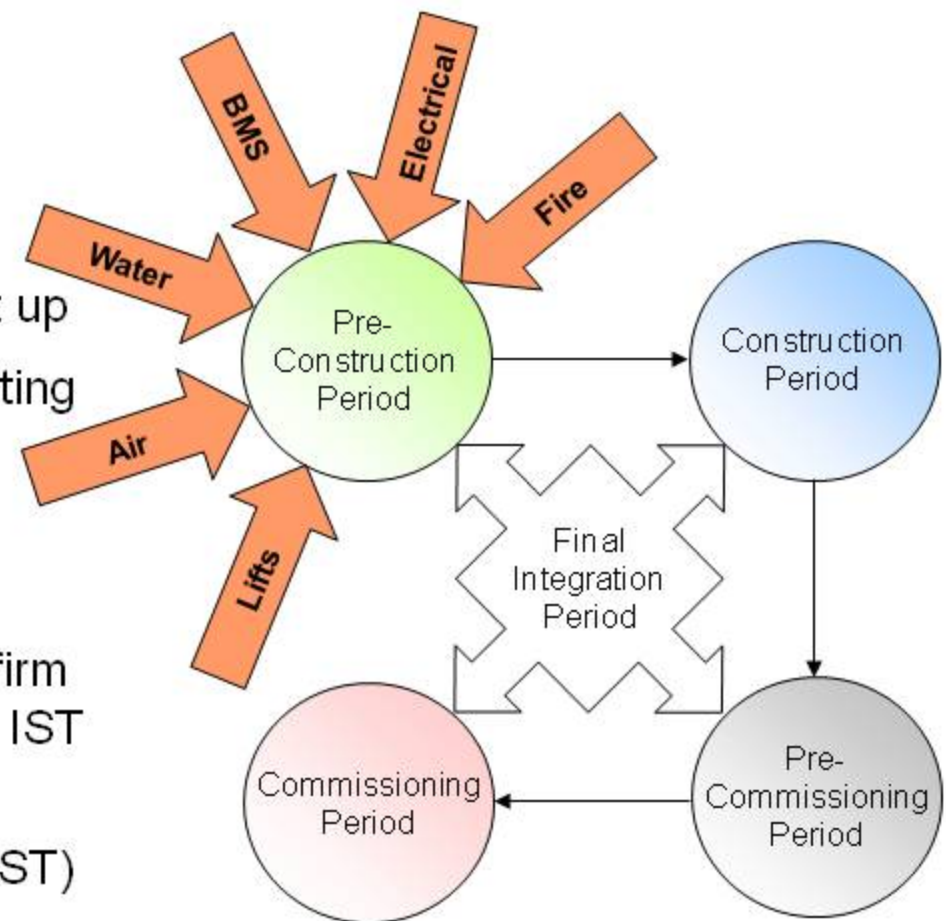 BMS
Electrical
Fire
Water
Air
Lifts
t up
ting
firm
IST
ST)
Pre-
Construction
Period
Construction
Period
Final
Integration
Period
Pre-
Commissioning
Period
Commissioning
Period